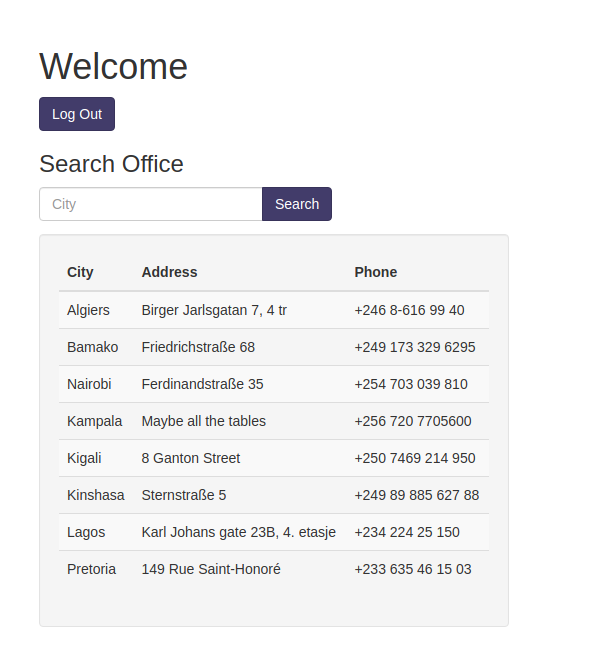 Welcome
Log Out
Search Office
City Search
City Address Phone
Algiers Birger Jarlsgatan 7, 4 tr +246 8-616 99 40
Bamako Friedrichstraße 68 +249 173 329 6295
Nairobi Ferdinandstraße 35 +254 703 039 810
Kampala Maybe all the tables +256 720 7705600
Kigali 8 Ganton Street +250 7469 214 950
Kinshasa Sternstraße 5 +249 89 885 627 88
Lagos Karl Johans gate 23B, 4. etasje +234 224 25 150
Pretoria 149 Rue Saint-Honoré +233 635 46 15 03